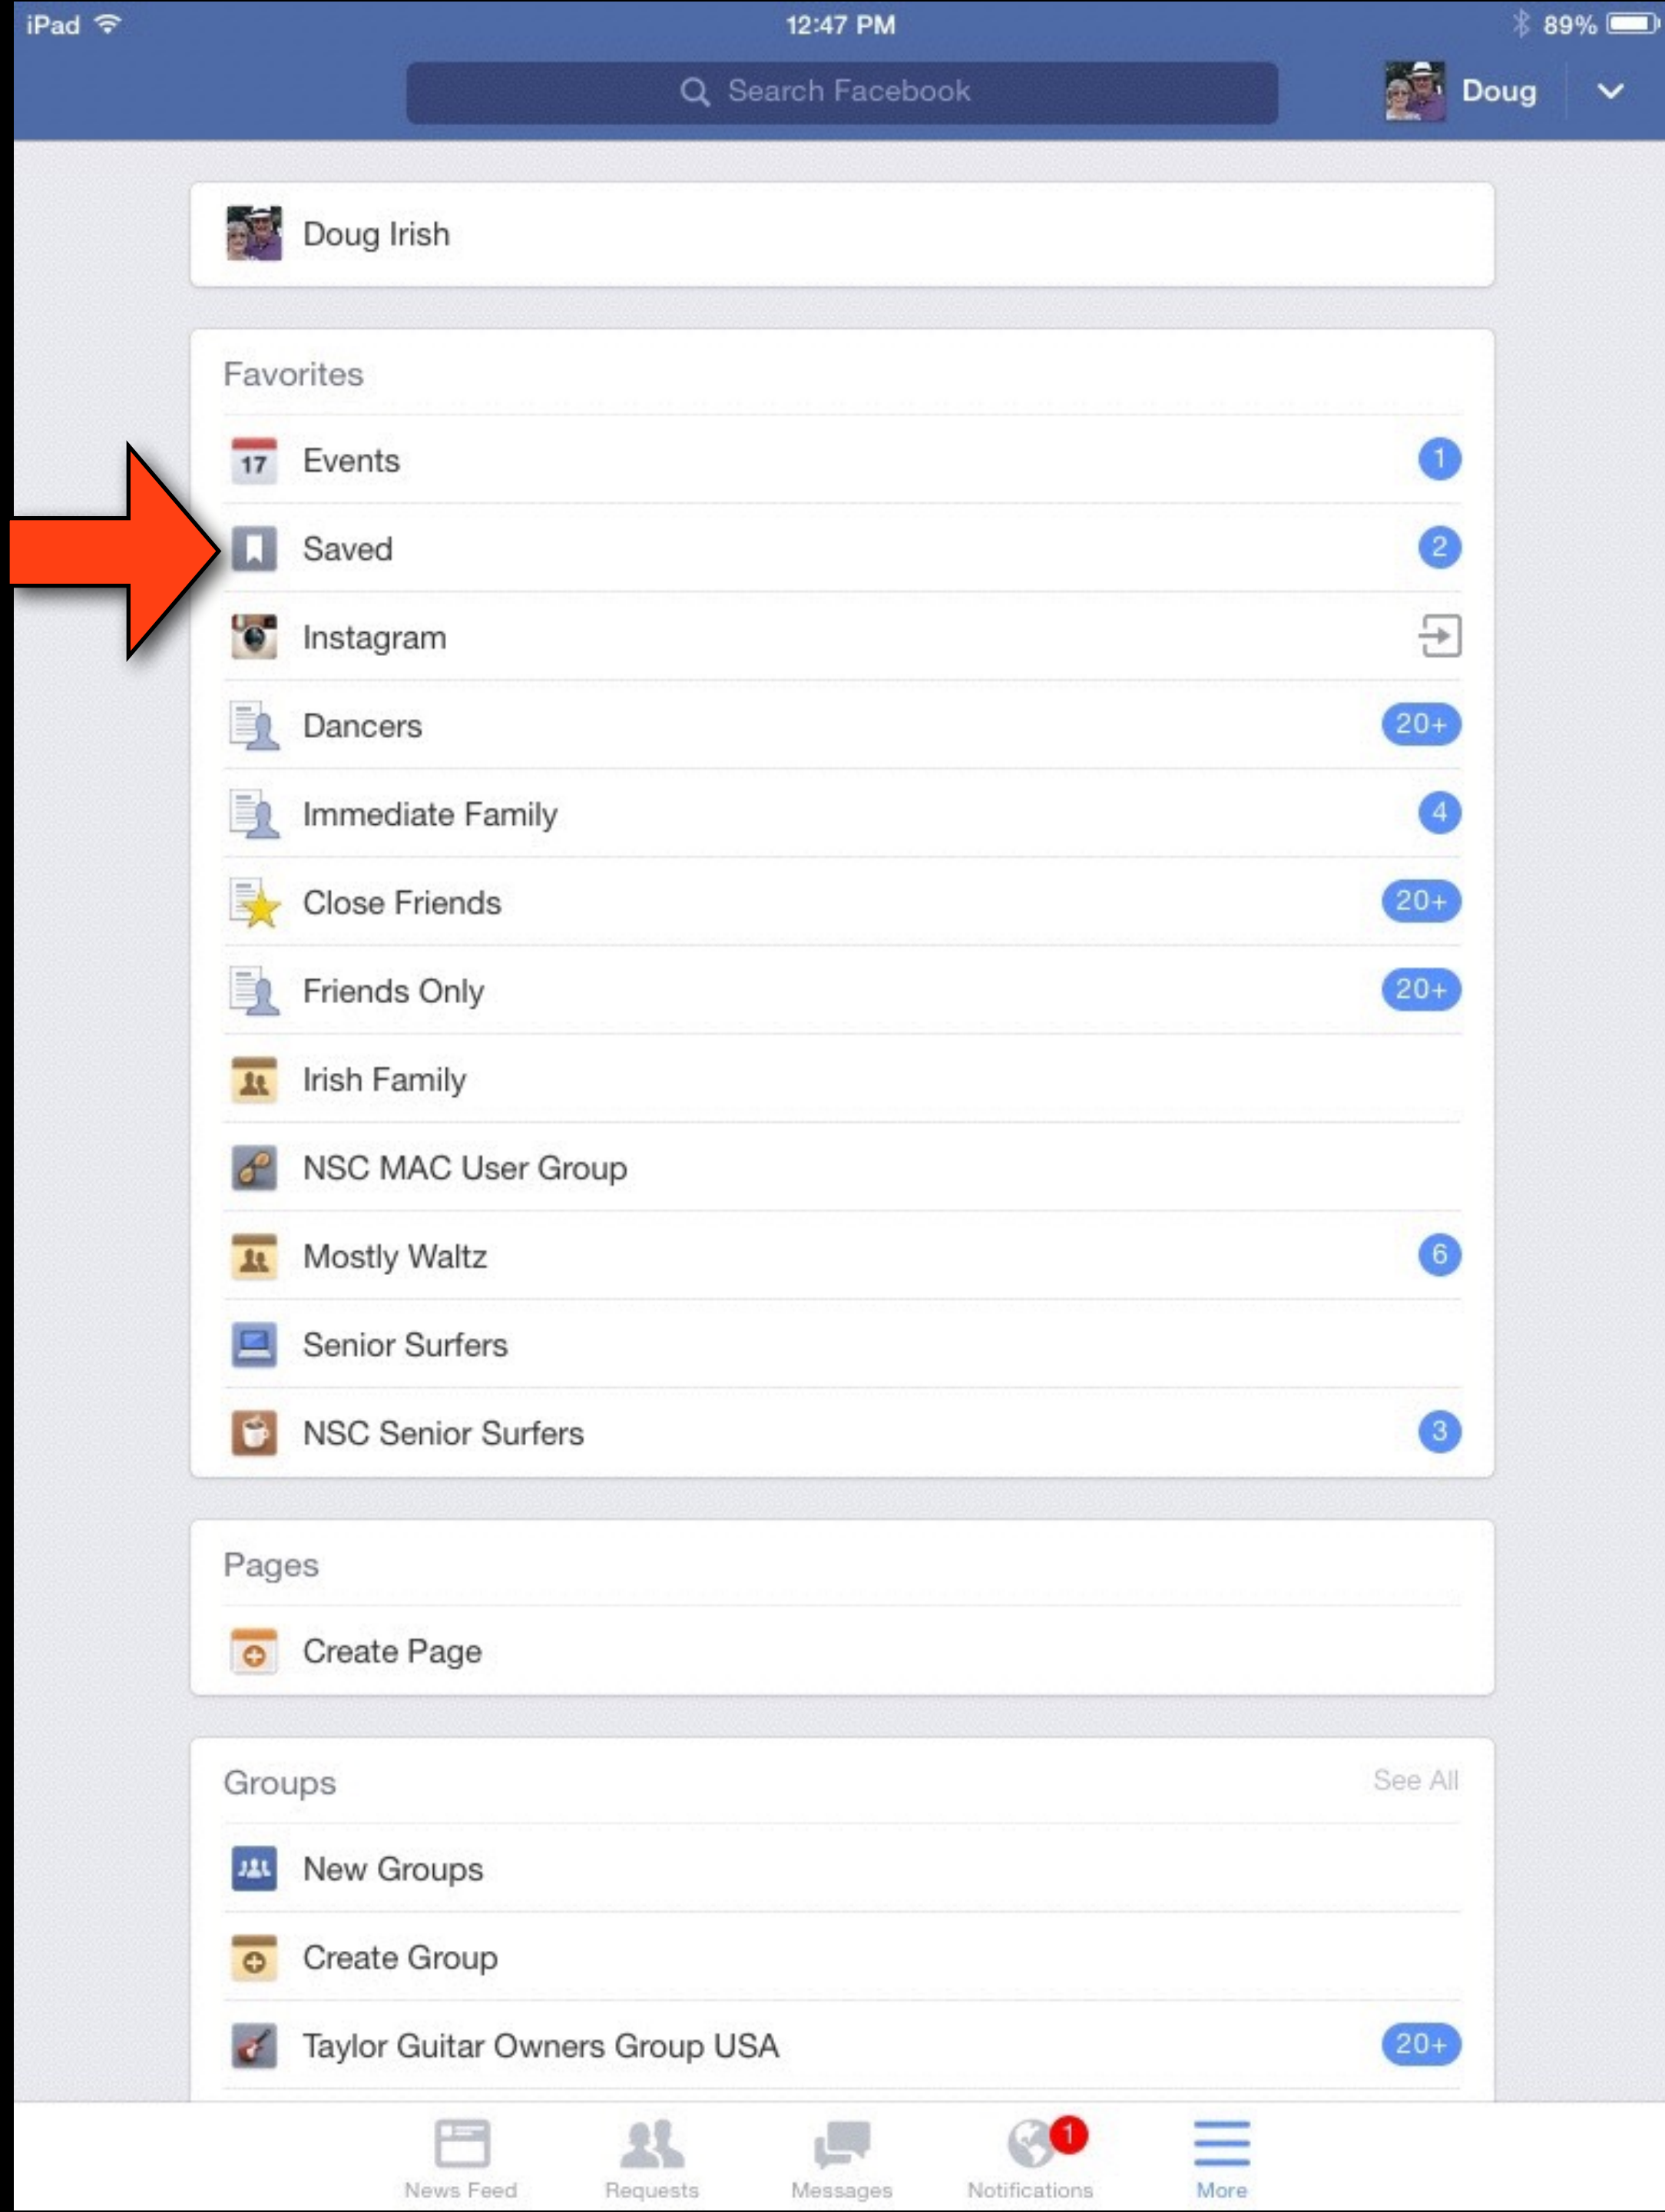 iPad 12:47 PM 89%
Search Facebook Doug
Doug Irish
Favorites
17 Events 1
Saved 2
Instagram
Dancers 20+
Immediate Family 4
Close Friends 20+
Friends Only 20+
Irish Family
NSC MAC User Group
Mostly Waltz 6
Senior Surfers
NSC Senior Surfers 3
Pages
Create Page
Groups See All
New Groups
Create Group
Taylor Guitar Owners Group USA 20+
1
News Feed Requests Messages Notifications More